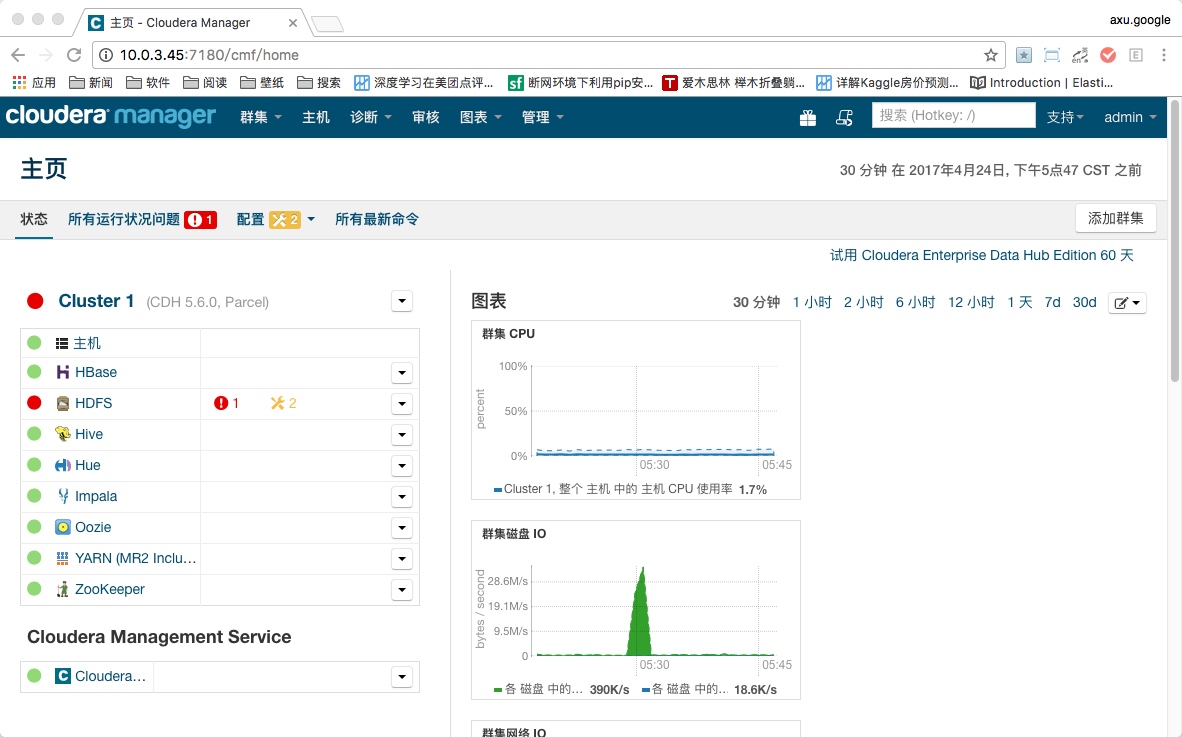 主页 - Cloudera Manager
axu.google
10.0.3.45:7180/cmf/home
应用 新闻 软件 阅读 壁纸 搜索 深度学习在美团点评... 断网环境下利用pip安... 爱木思林 榉木折叠躺... 详解Kaggle房价预测... Introduction | Elasti...
cloudera manager 群集 主机 诊断 审核 图表 管理 搜索 (Hotkey: /) 支持 admin
主页 30 分钟 在 2017年4月24日, 下午5点47 CST 之前
状态 所有运行状况问题 1 配置 2 所有最新命令 添加群集
试用 Cloudera Enterprise Data Hub Edition 60 天
Cluster 1 (CDH 5.6.0, Parcel)
主机
HBase
HDFS 1 2
Hive
Hue
Impala
Oozie
YARN (MR2 Inclu...
ZooKeeper
Cloudera Management Service
Cloudera...
图表 30 分钟 1 小时 2 小时 6 小时 12 小时 1 天 7d 30d
群集 CPU
percent
100%
50%
0%
05:30 05:45
Cluster 1, 整个 主机 中的 主机 CPU 使用率 1.7%
群集磁盘 IO
bytes / second
28.6M/s
19.1M/s
9.5M/s
0
05:30 05:45
各 磁盘 中的... 390K/s 各 磁盘 中的... 18.6K/s
群集网络 IO